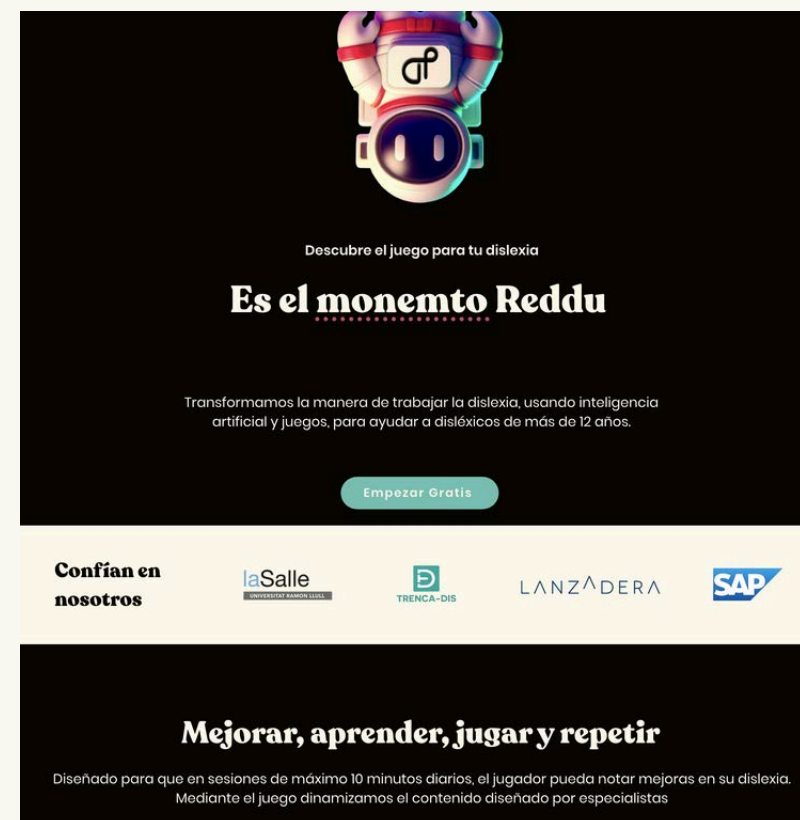 Descubre el juego para tu dislexia
Es el monemto Reddu
Transformamos la manera de trabajar la dislexia, usando inteligencia
artificial y juegos, para ayudar a disléxicos de más de 12 años.
Empezar Gratis
Confían en
nosotros
laSalle
UNIVERSITAT RAMON LLULL
TRENCA-DIS
LANZADERA
SAP
Mejorar, aprender, jugar y repetir
Diseñado para que en sesiones de máximo 10 minutos diarios, el jugador pueda notar mejoras en su dislexia.
Mediante el juego dinamizamos el contenido diseñado por especialistas